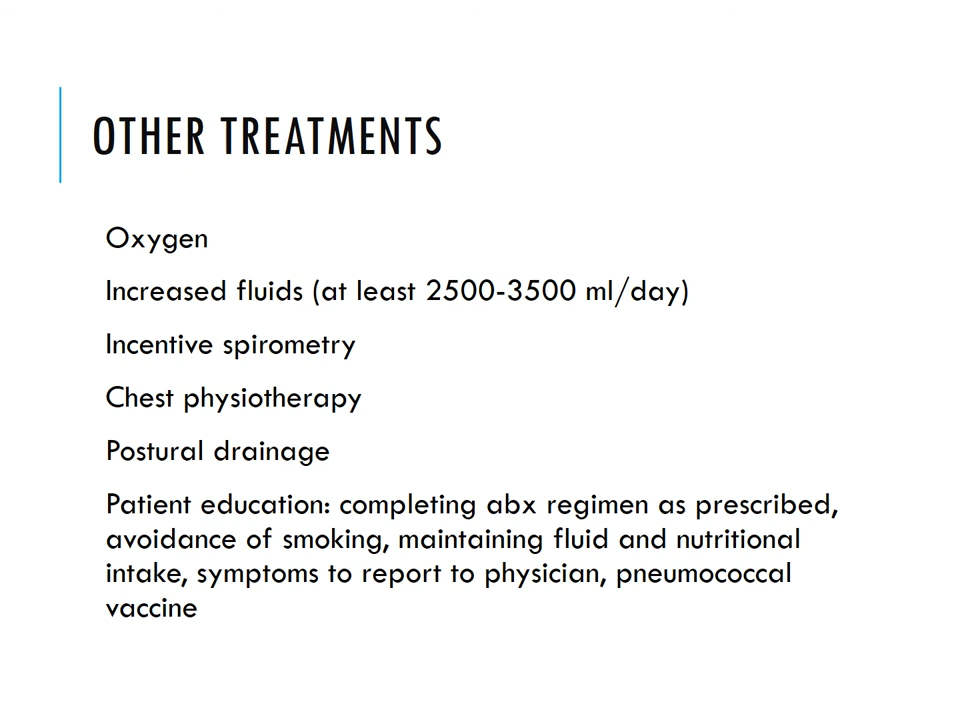 OTHER TREATMENTS
Oxygen
Increased fluids (at least 2500-3500 ml/day)
Incentive spirometry
Chest physiotherapy
Postural drainage
Patient education: completing abx regimen as prescribed,
avoidance of smoking, maintaining fluid and nutritional
intake, symptoms to report to physician, pneumococcal
vaccine